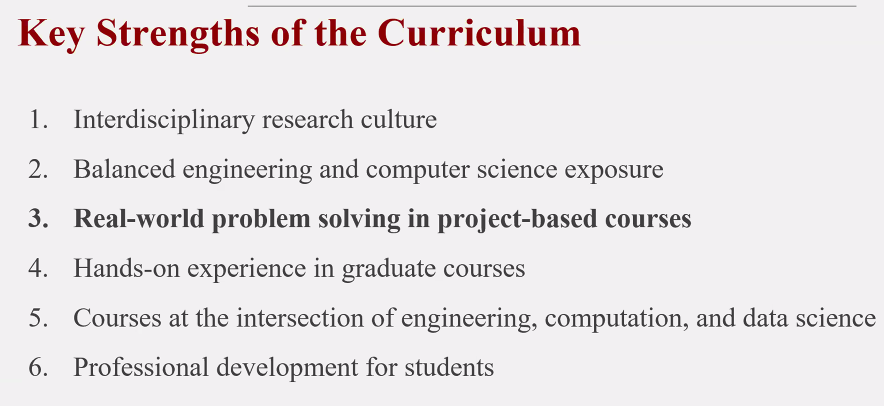 Key Strengths of the Curriculum
1. Interdisciplinary research culture
2. Balanced engineering and computer science exposure
3. Real-world problem solving in project-based courses
4. Hands-on experience in graduate courses
5. Courses at the intersection of engineering, computation, and data science
6. Professional development for students